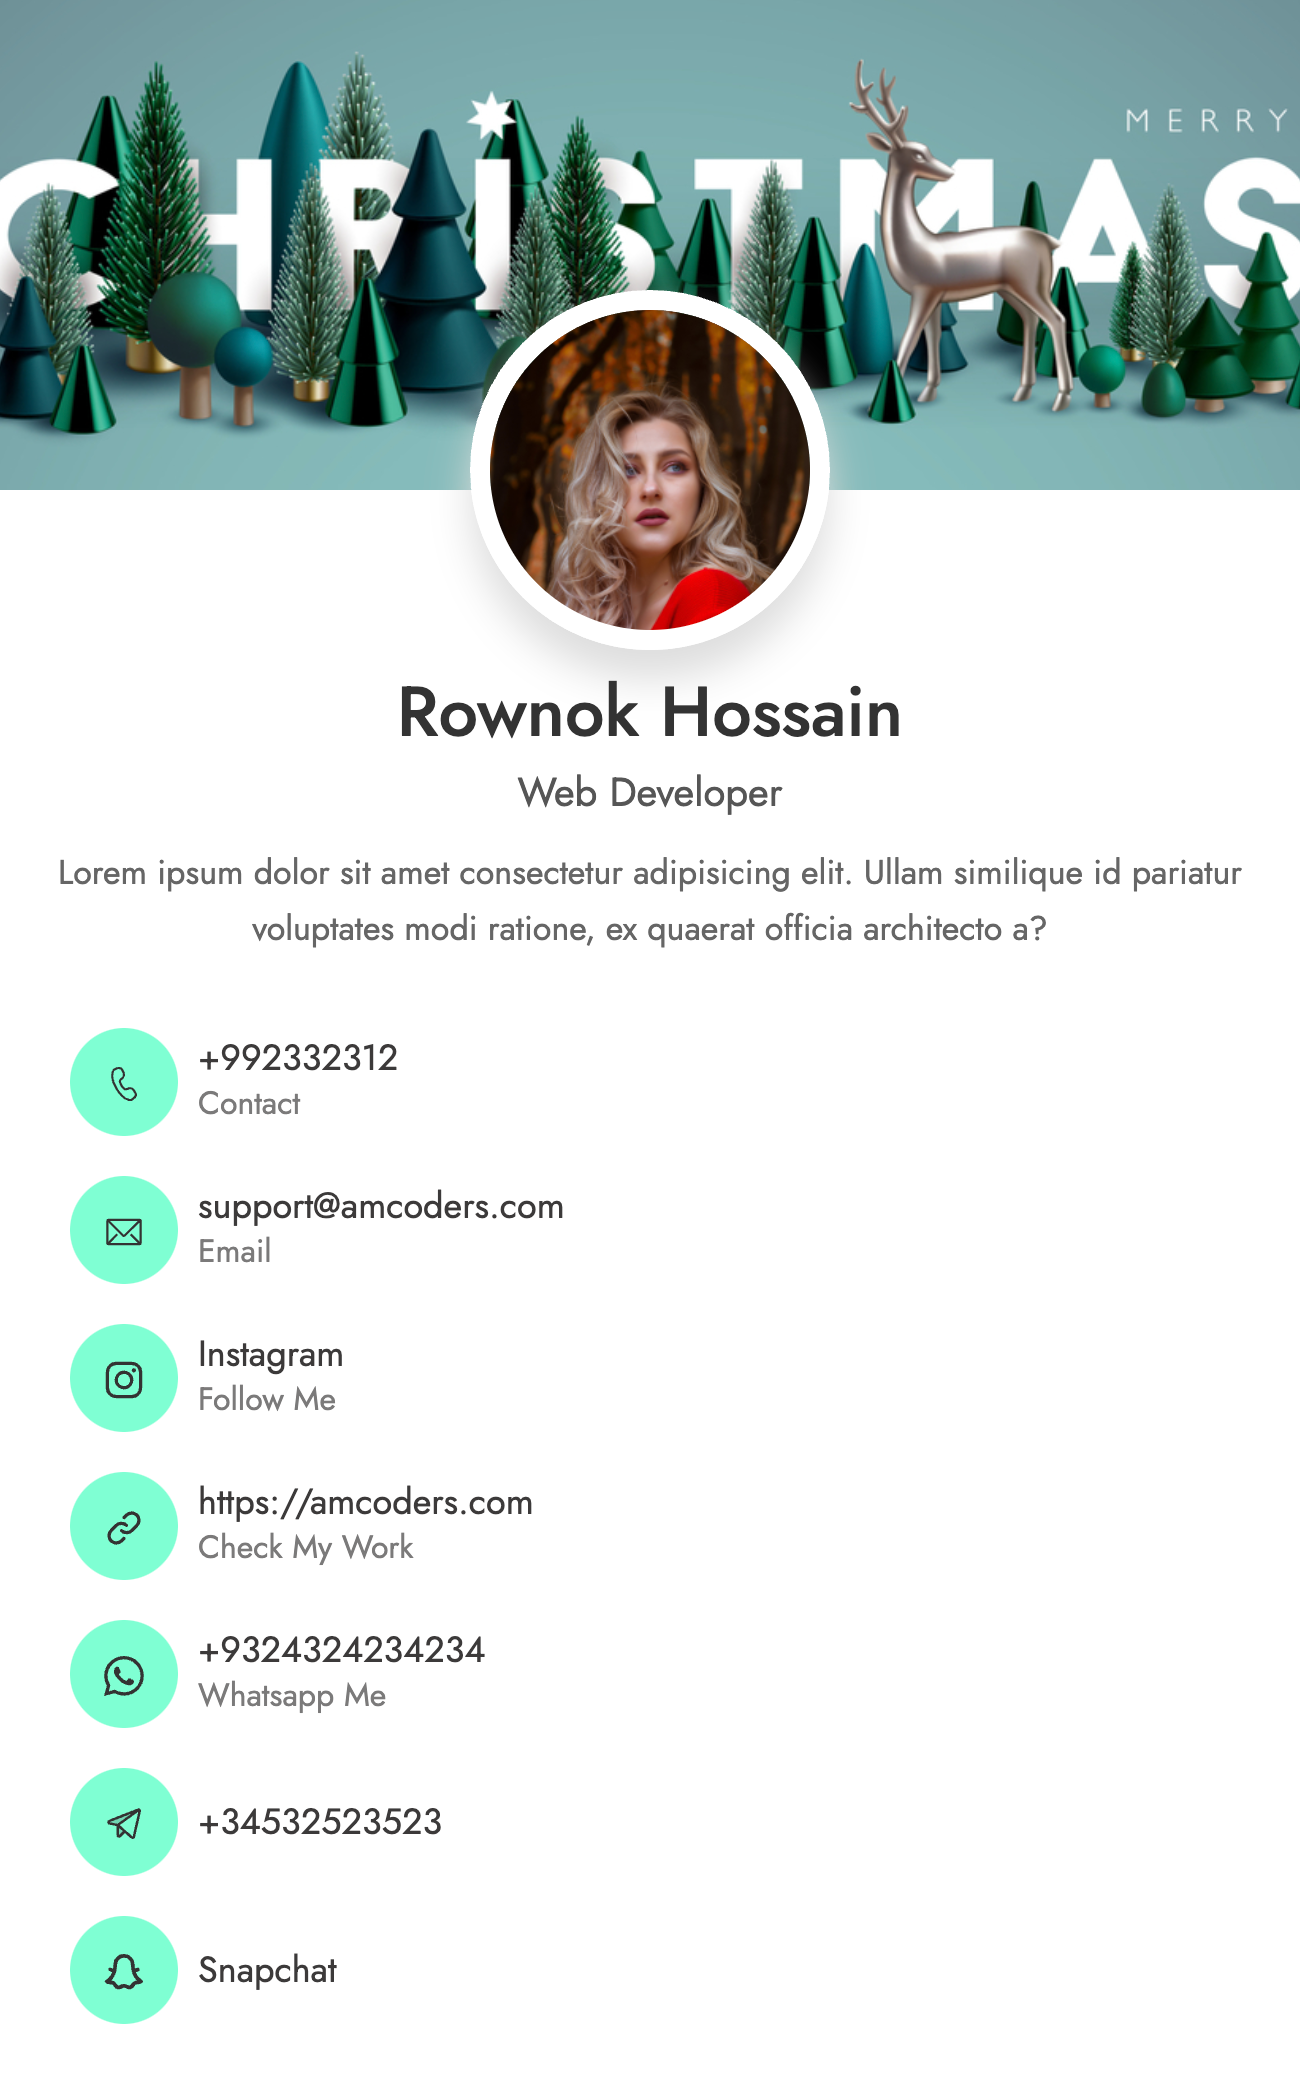 MERRY
CHRISTMAS
Rownok Hossain
Web Developer
Lorem ipsum dolor sit amet consectetur adipisicing elit. Ullam similique id pariatur
voluptates modi ratione, ex quaerat officia architecto a?
+992332312
Contact
support@amcoders.com
Email
Instagram
Follow Me
https://amcoders.com
Check My Work
+9324324234234
Whatsapp Me
+34532523523
Snapchat